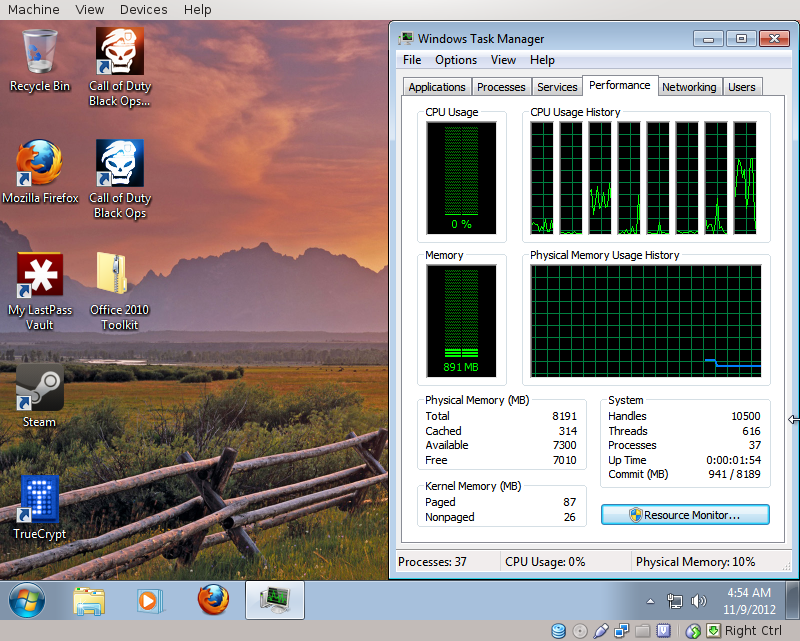 Machine View Devices Help
Recycle Bin
Call of Duty
Black Ops...
Mozilla Firefox
Call of Duty
Black Ops
My LastPass
Vault
Office 2010
Toolkit
Steam
TrueCrypt
Windows Task Manager
File Options View Help
Applications Processes Services Performance Networking Users
CPU Usage
CPU Usage History
0 %
Memory
Physical Memory Usage History
891 MB
Physical Memory (MB)
Total 8191
Cached 314
Available 7300
Free 7010
Kernel Memory (MB)
Paged 87
Nonpaged 26
System
Handles 10500
Threads 616
Processes 37
Up Time 0:00:01:54
Commit (MB) 941 / 8189
Resource Monitor...
Processes: 37 CPU Usage: 0% Physical Memory: 10%
4:54 AM
11/9/2012
Right Ctrl